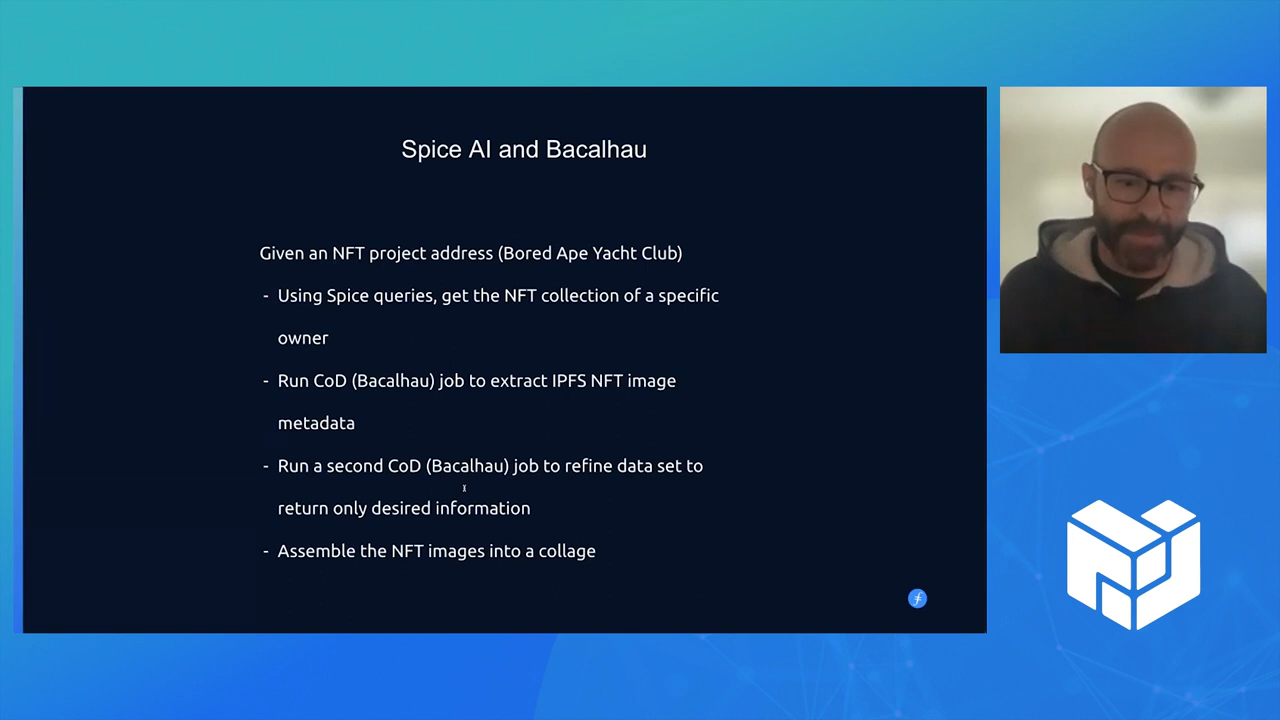 Spice AI and Bacalhau
Given an NFT project address (Bored Ape Yacht Club)
- Using Spice queries, get the NFT collection of a specific
owner
- Run CoD (Bacalhau) job to extract IPFS NFT image
metadata
- Run a second CoD (Bacalhau) job to refine data set to
return only desired information
- Assemble the NFT images into a collage